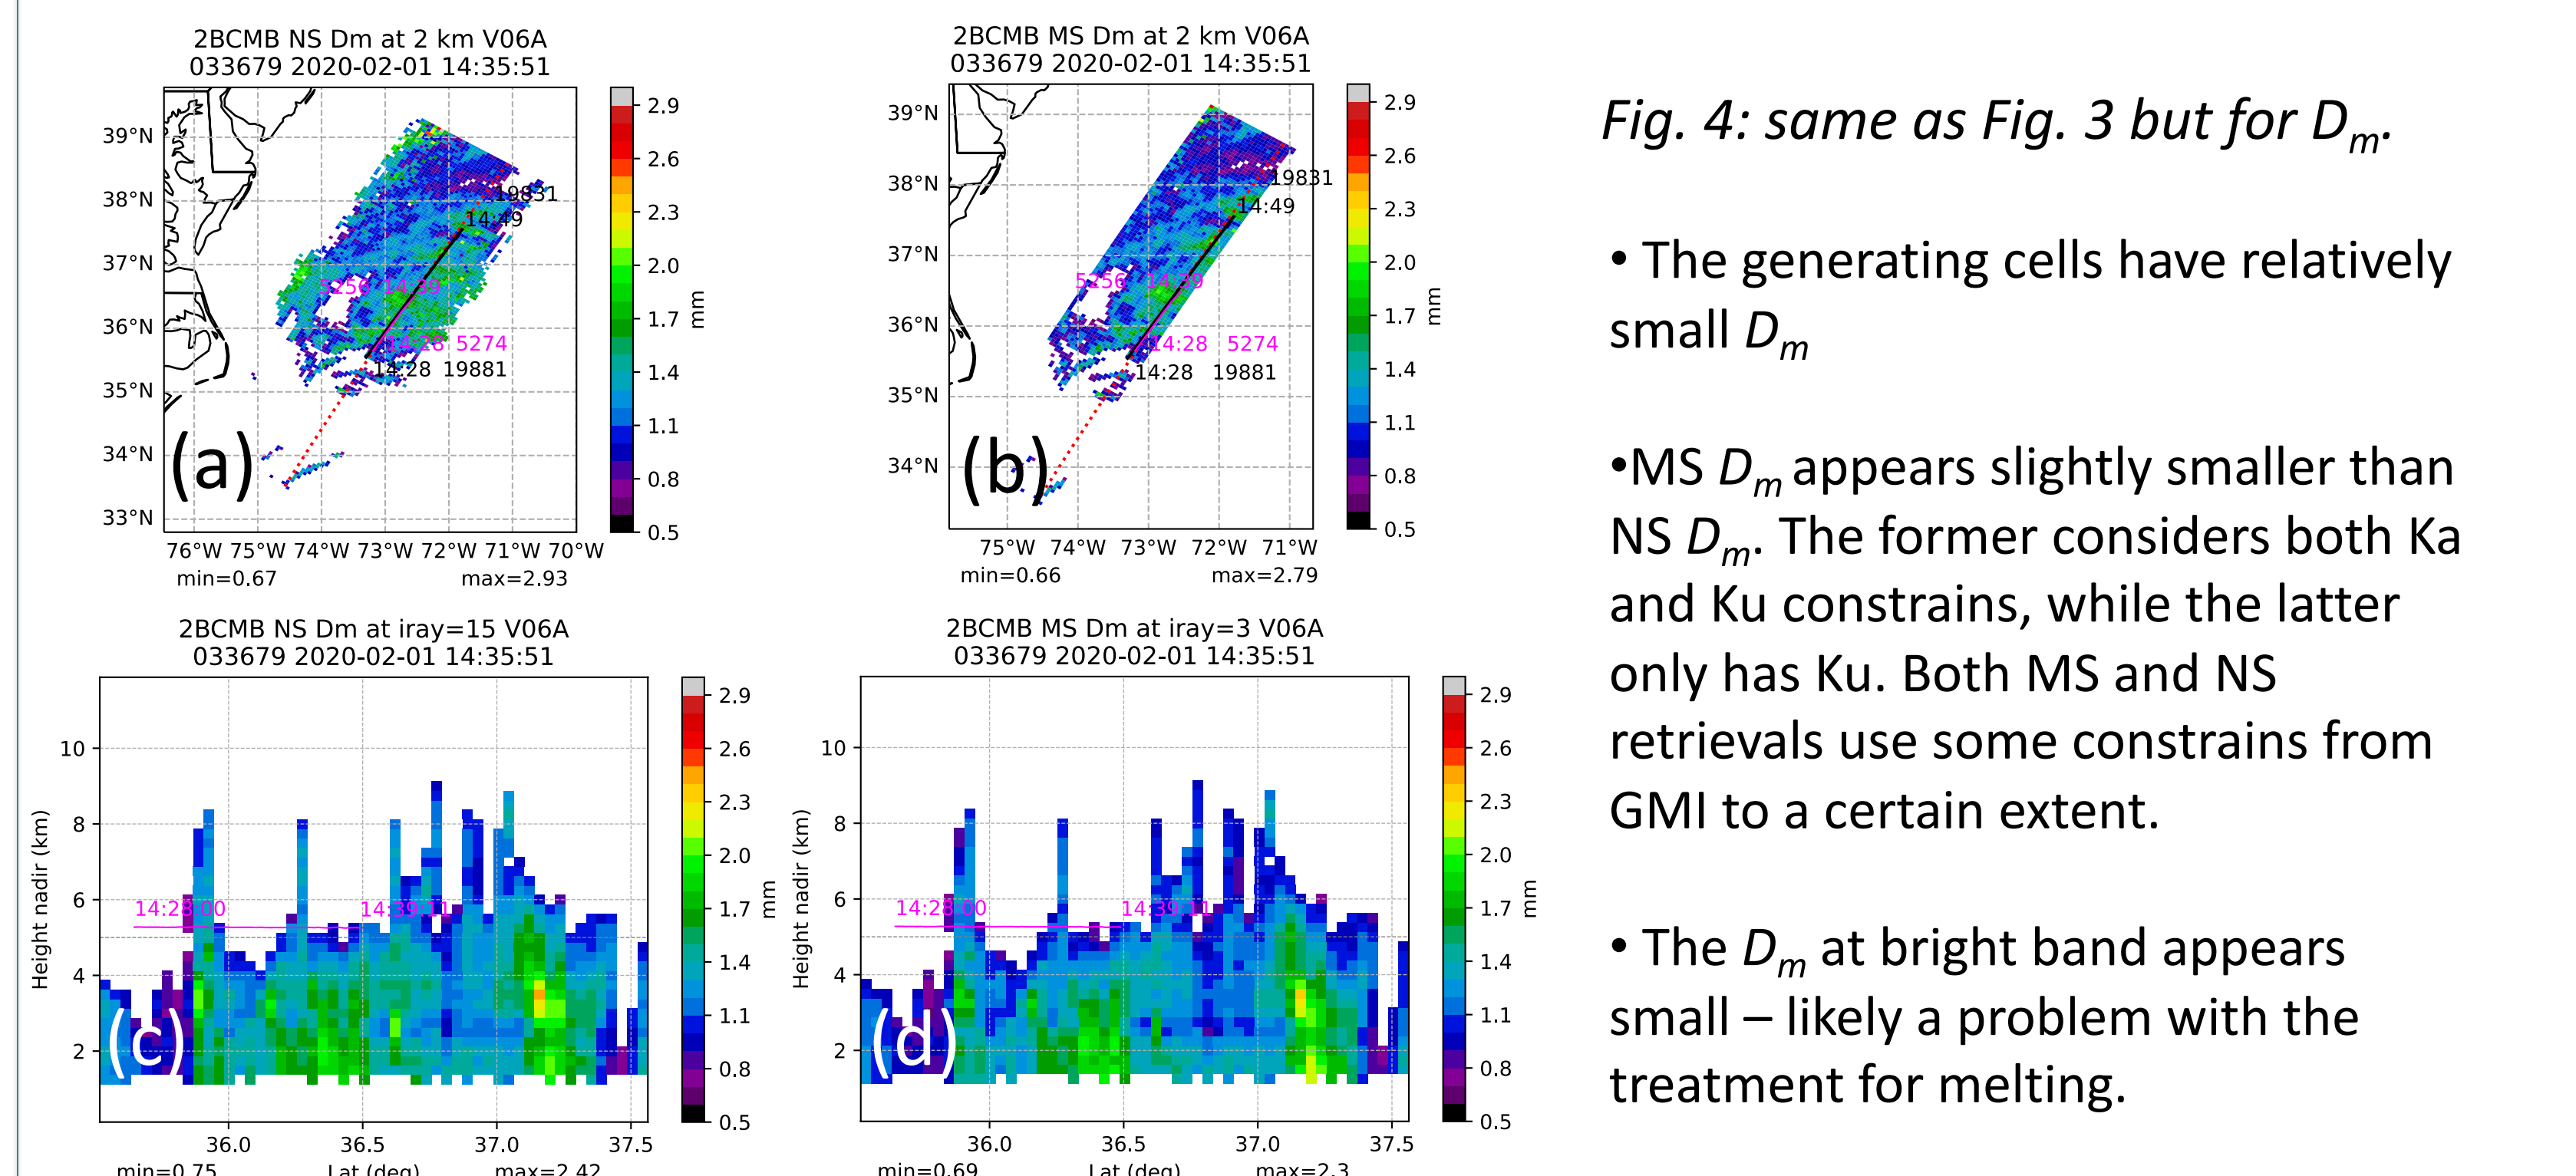 2BCMB NS Dm at 2 km V06A
033679 2020-02-01 14:35:51
39°N
38°N
37°N
36°N
35°N
34°N
33°N
76°W 75°W 74°W 73°W 72°W 71°W 70°W
min=0.67 max=2.93
19831
14:49
5256 14:39
14:28 5274
14:28 19881
(a)
2.9
2.6
2.3
2.0
1.7
1.4
1.1
0.8
0.5
mm
2BCMB MS Dm at 2 km V06A
033679 2020-02-01 14:35:51
39°N
38°N
37°N
36°N
35°N
34°N
75°W 74°W 73°W 72°W 71°W
min=0.66 max=2.79
19831
14:49
5256 14:39
14:28 5274
14:28 19881
(b)
2.9
2.6
2.3
2.0
1.7
1.4
1.1
0.8
0.5
mm
2BCMB NS Dm at iray=15 V06A
033679 2020-02-01 14:35:51
Height nadir (km)
10
8
6
4
2
14:28:00 14:39:11
(c)
36.0 36.5 37.0 37.5
min=0.75 Lat (deg) max=2.42
2.9
2.6
2.3
2.0
1.7
1.4
1.1
0.8
0.5
mm
2BCMB MS Dm at iray=3 V06A
033679 2020-02-01 14:35:51
Height nadir (km)
10
8
6
4
2
14:28:00 14:39:11
(d)
36.0 36.5 37.0 37.5
min=0.69 Lat (deg) max=2.3
2.9
2.6
2.3
2.0
1.7
1.4
1.1
0.8
0.5
mm
Fig. 4: same as Fig. 3 but for Dm.
• The generating cells have relatively
small Dm
•MS Dm appears slightly smaller than
NS Dm. The former considers both Ka
and Ku constrains, while the latter
only has Ku. Both MS and NS
retrievals use some constrains from
GMI to a certain extent.
• The Dm at bright band appears
small – likely a problem with the
treatment for melting.